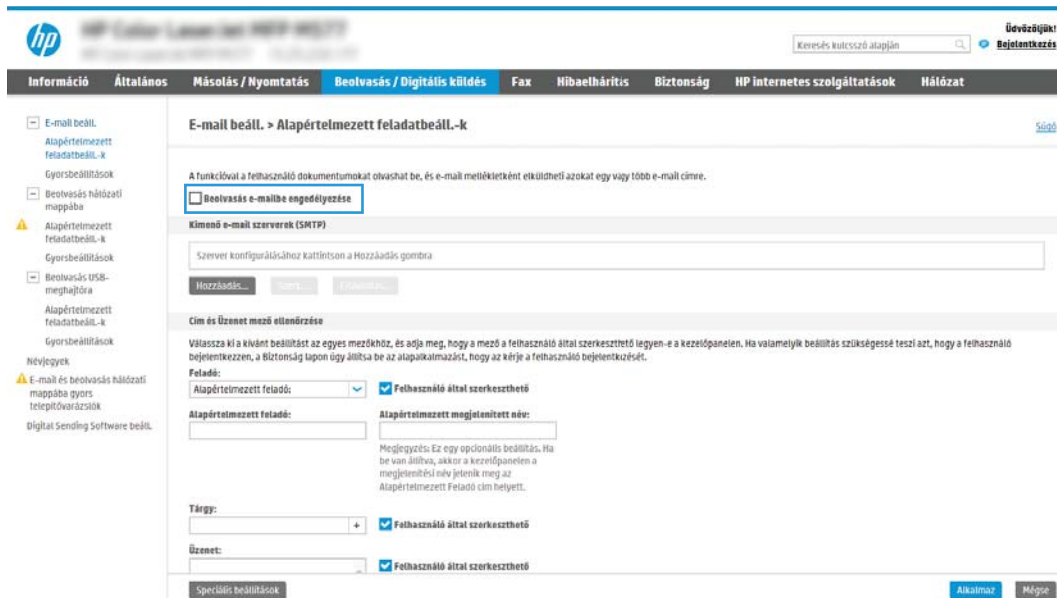 hp
Üdvözöljük!
Keresés kulcsszó alapján
Bejelentkezés
Információ Általános Másolás / Nyomtatás Beolvasás / Digitális küldés Fax Hibaelhárítás Biztonság HP internetes szolgáltatások Hálózat
E-mail beáll.
Alapértelmezett
feladatbeáll.-k
Gyorsbeállítások
Beolvasás hálózati
mappába
Alapértelmezett
feladatbeáll.-k
Gyorsbeállítások
Beolvasás USB-
meghajtóra
Alapértelmezett
feladatbeáll.-k
Gyorsbeállítások
Névjegyek
E-mail és beolvasás hálózati
mappába gyors
telepítővarázslók
Digital Sending Software beáll.
E-mail beáll. > Alapértelmezett feladatbeáll.-k
Súgó
A funkcióval a felhasználó dokumentumokat olvashat be, és e-mail mellékletként elküldheti azokat egy vagy több e-mail címre.
Beolvasás e-mailbe engedélyezése
Kimenő e-mail szerverek (SMTP)
Szerver konfigurálásához kattintson a Hozzáadás gombra
Hozzáadás...
Cím és Üzenet mező ellenőrzése
Válassza ki a kívánt beállítást az egyes mezőkhöz, és adja meg, hogy a mező a felhasználó által szerkeszthető legyen-e a kezelőpanelen. Ha valamelyik beállítás szükségessé teszi azt, hogy a felhasználó
bejelentkezzen, a Biztonság lapon úgy állítsa be az alapalkalmazást, hogy az kérje a felhasználó bejelentkezését.
Feladó:
Alapértelmezett feladó: Felhasználó által szerkeszthető
Alapértelmezett feladó: Alapértelmezett megjelenített név:
Megjegyzés: Ez egy opcionális beállítás. Ha
be van állítva, akkor a kezelőpanelen a
megjelenítési név jelenik meg az
Alapértelmezett Feladó cím helyett.
Tárgy:
+ Felhasználó által szerkeszthető
Üzenet:
Felhasználó által szerkeszthető
Speciális beállítások Alkalmaz Mégse